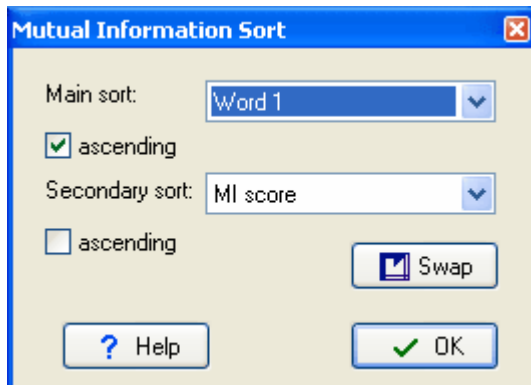 Mutual Information Sort
Main sort: Word 1
ascending
Secondary sort: MI score
ascending
Swap
? Help
OK